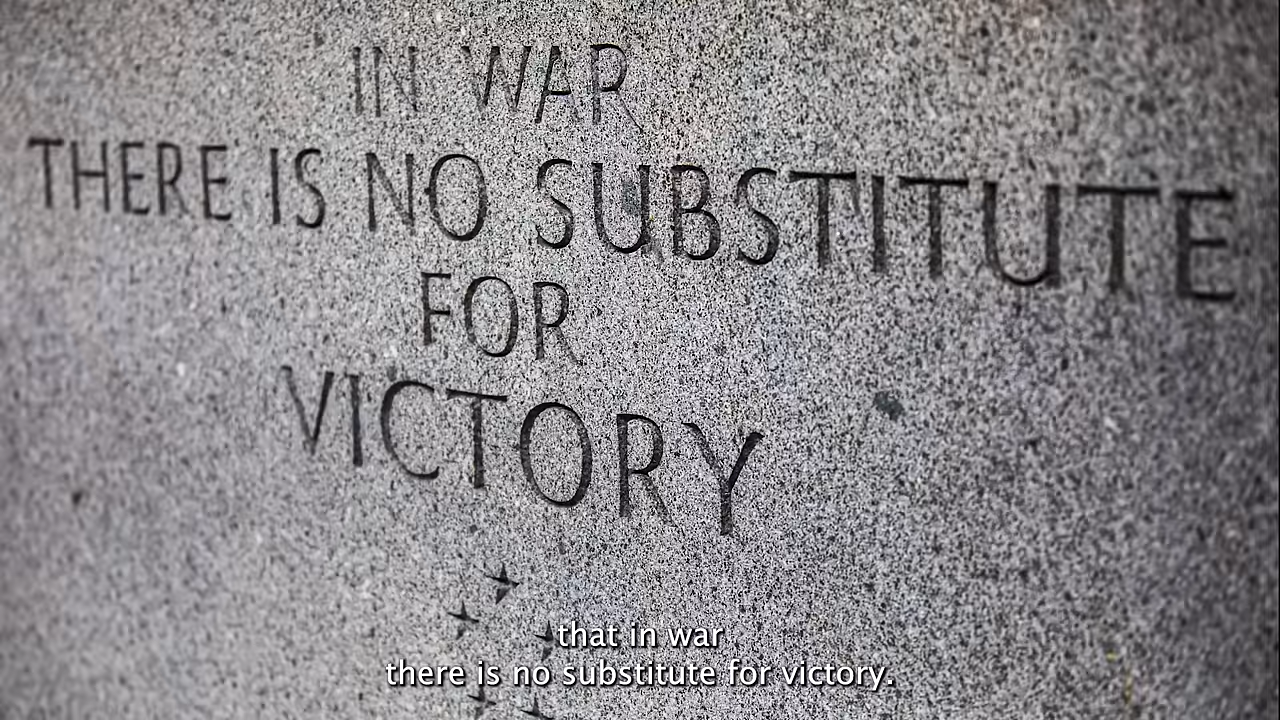 IN WAR
THERE IS NO SUBSTITUTE
FOR
VICTORY
that in war
there is no substitute for victory.